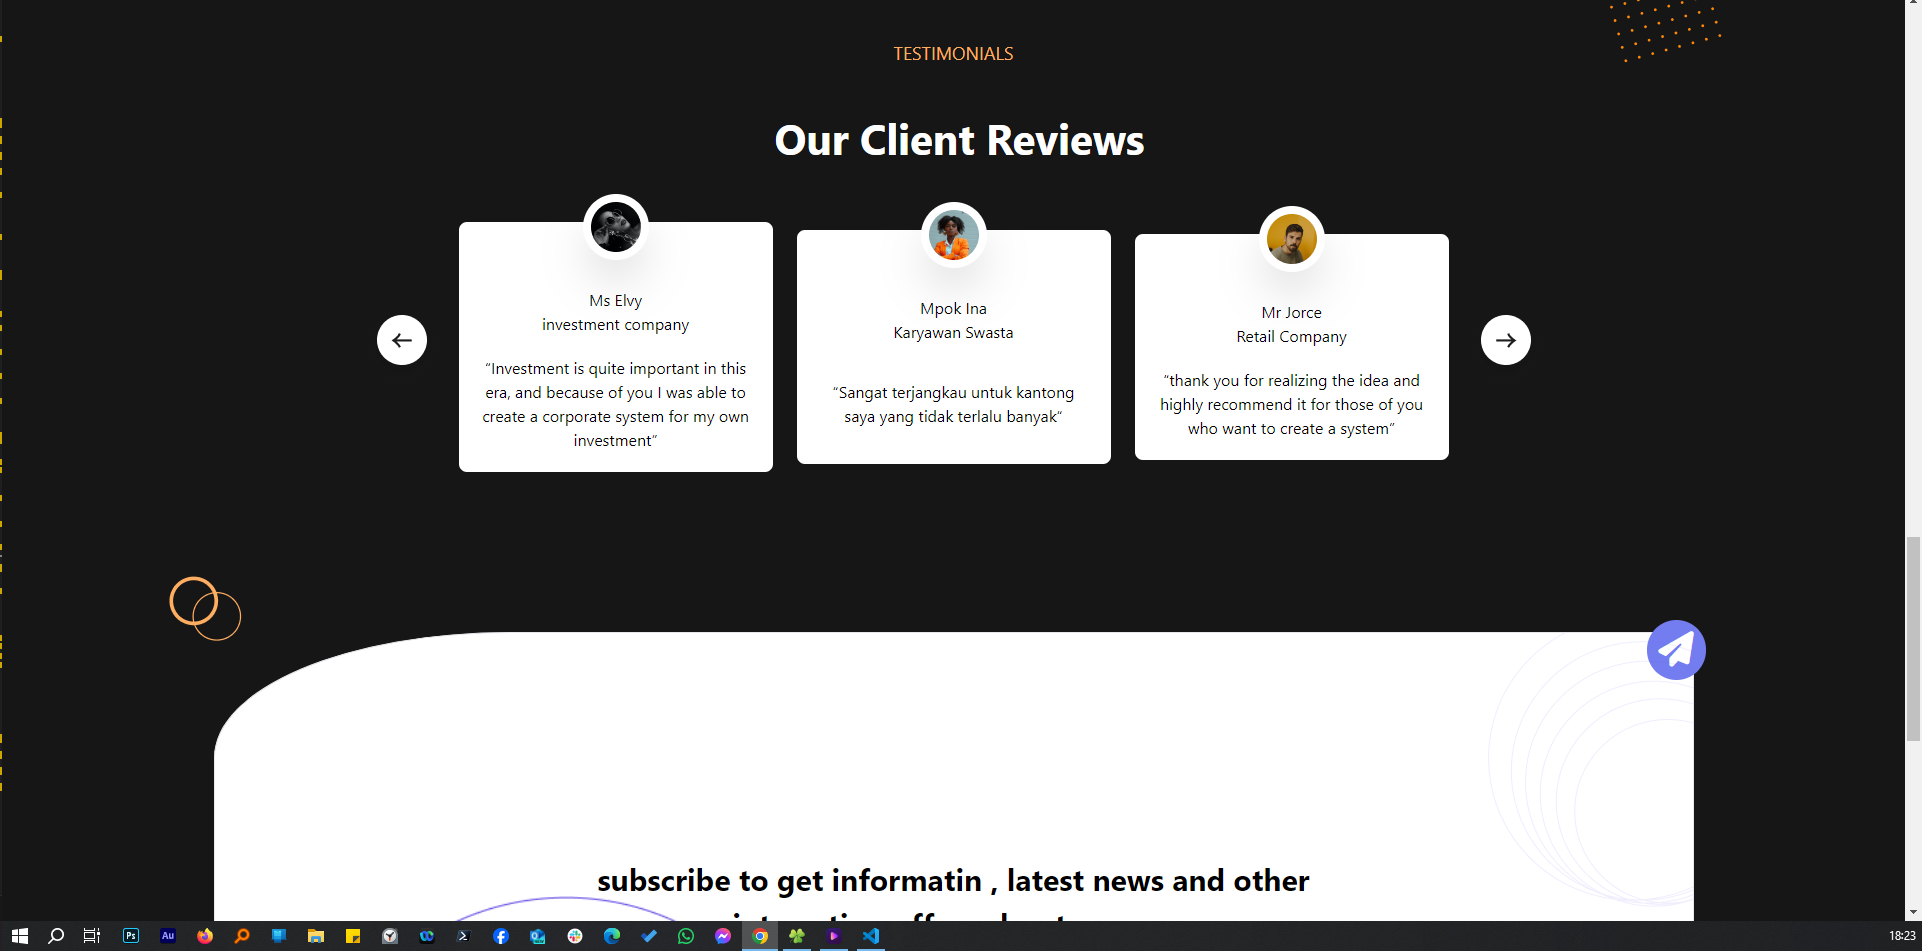 TESTIMONIALS
Our Client Reviews
Ms Elvy
investment company
“Investment is quite important in this
era, and because of you I was able to
create a corporate system for my own
investment”
Mpok Ina
Karyawan Swasta
“Sangat terjangkau untuk kantong
saya yang tidak terlalu banyak”
Mr Jorce
Retail Company
“thank you for realizing the idea and
highly recommend it for those of you
who want to create a system”
subscribe to get informatin , latest news and other
Ps
Au
18:23